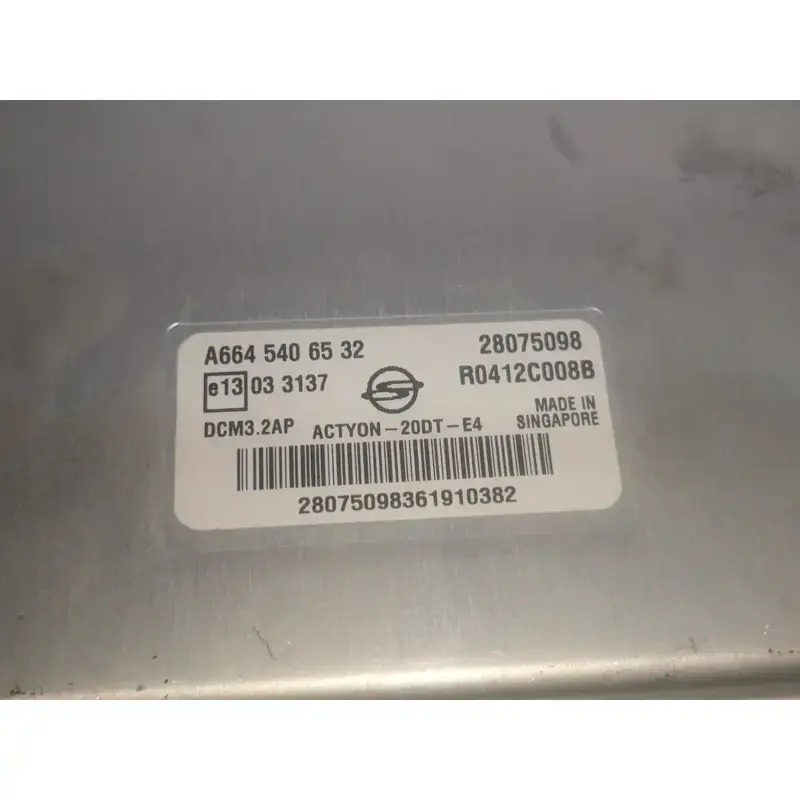 A664 540 65 32 28075098
e13 03 3137 R0412C008B
DCM3.2AP ACTYON-20DT-E4 MADE IN SINGAPORE
28075098361910382